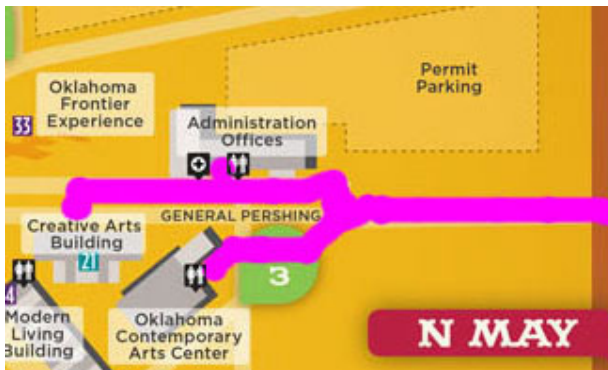 Permit
Parking
Oklahoma
Frontier
Experience
33
Administration
Offices
GENERAL PERSHING
Creative Arts
Building
21
3
4
Modern
Living
Building
Oklahoma
Contemporary
Arts Center
N MAY